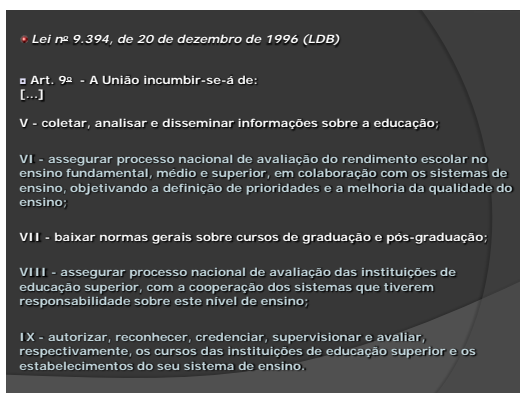 Lei nº 9.394, de 20 de dezembro de 1996 (LDB)
Art. 9º - A União incumbir-se-á de:
[...]
V - coletar, analisar e disseminar informações sobre a educação;
VI - assegurar processo nacional de avaliação do rendimento escolar no
ensino fundamental, médio e superior, em colaboração com os sistemas de
ensino, objetivando a definição de prioridades e a melhoria da qualidade do
ensino;
VII - baixar normas gerais sobre cursos de graduação e pós-graduação;
VIII - assegurar processo nacional de avaliação das instituições de
educação superior, com a cooperação dos sistemas que tiverem
responsabilidade sobre este nível de ensino;
IX - autorizar, reconhecer, credenciar, supervisionar e avaliar,
respectivamente, os cursos das instituições de educação superior e os
estabelecimentos do seu sistema de ensino.